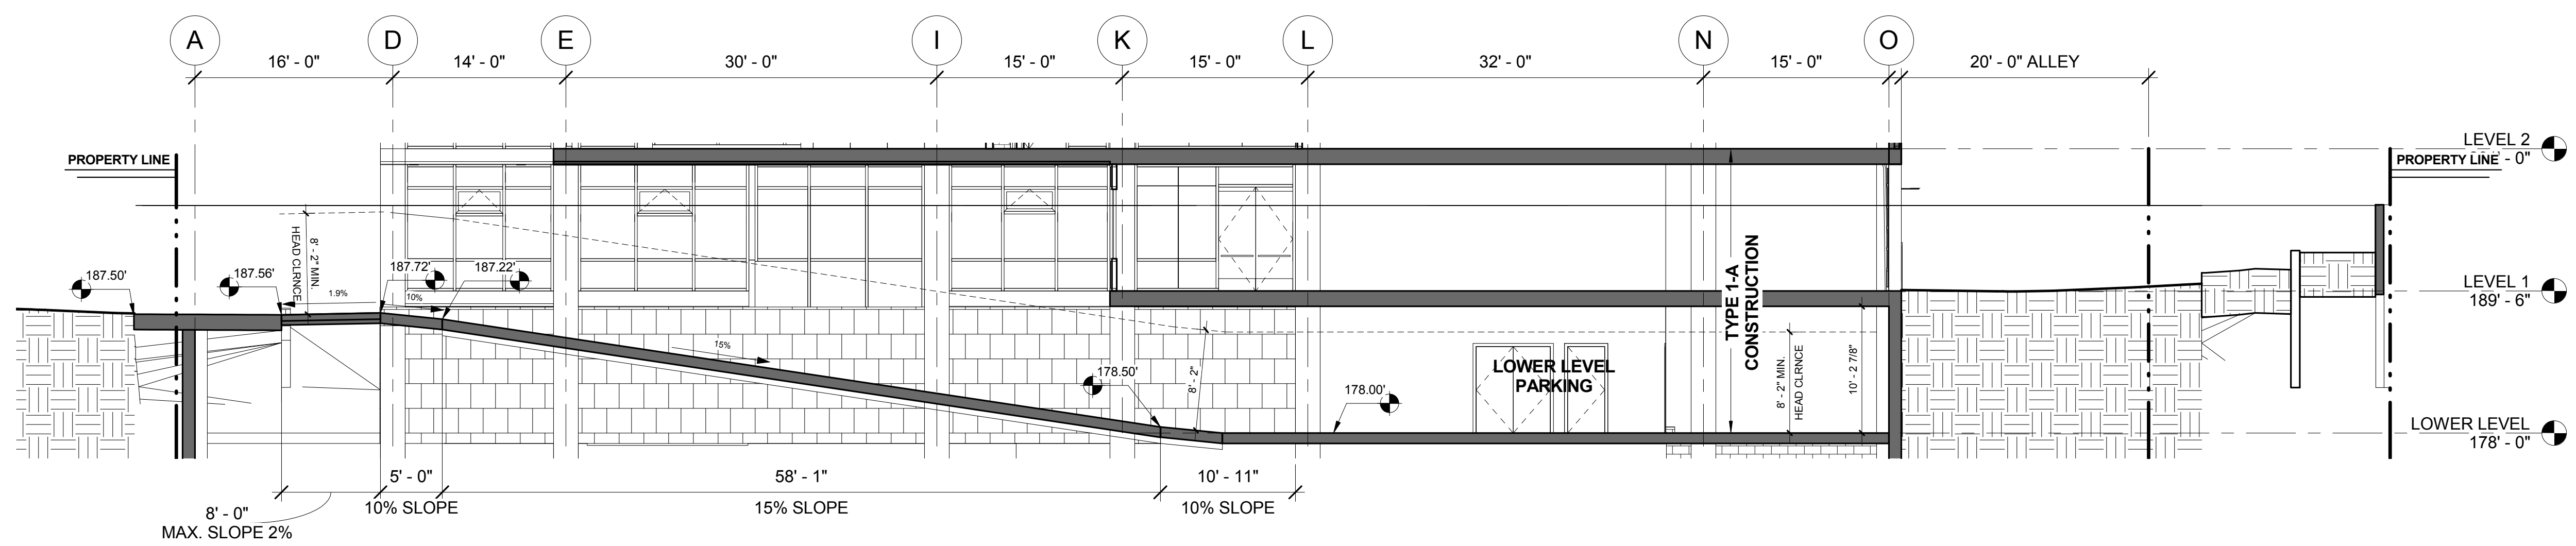 A
D
E
I
K
L
N
O
16' - 0"
14' - 0"
30' - 0"
15' - 0"
15' - 0"
32' - 0"
15' - 0"
20' - 0" ALLEY
PROPERTY LINE
LEVEL 2
PROPERTY LINE - 0"
8' - 2" MIN.
HEAD CLRNCE
187.50'
187.56'
187.72'
187.22'
1.9%
10%
15%
TYPE 1-A
CONSTRUCTION
LEVEL 1
189' - 6"
178.50'
8' - 2"
178.00'
LOWER LEVEL
PARKING
8' - 2" MIN.
HEAD CLRNCE
10' - 2 7/8"
LOWER LEVEL
178' - 0"
5' - 0"
58' - 1"
10' - 11"
10% SLOPE
15% SLOPE
10% SLOPE
8' - 0"
MAX. SLOPE 2%